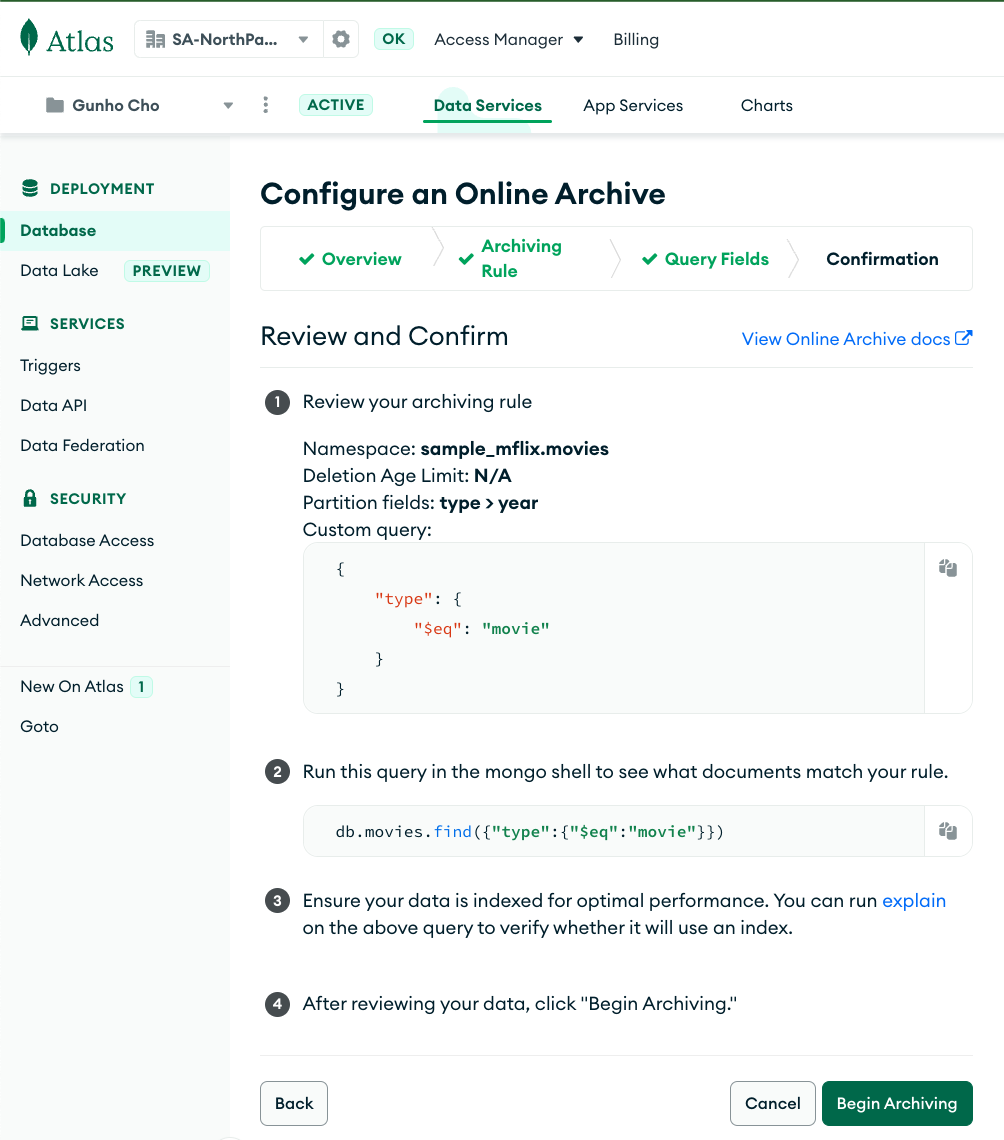 Atlas
SA-NorthPa...
OK
Access Manager
Billing
Gunho Cho
ACTIVE
Data Services
App Services
Charts
DEPLOYMENT
Database
Data Lake
PREVIEW
SERVICES
Triggers
Data API
Data Federation
SECURITY
Database Access
Network Access
Advanced
New On Atlas
1
Goto
Configure an Online Archive
Overview
Archiving
Rule
Query Fields
Confirmation
Review and Confirm
View Online Archive docs
1
Review your archiving rule
Namespace: sample_mflix.movies
Deletion Age Limit: N/A
Partition fields: type > year
Custom query:
{
    "type": {
        "$eq": "movie"
    }
}
2
Run this query in the mongo shell to see what documents match your rule.
db.movies.find({"type":{"$eq":"movie"}})
3
Ensure your data is indexed for optimal performance. You can run explain
on the above query to verify whether it will use an index.
4
After reviewing your data, click "Begin Archiving."
Back
Cancel
Begin Archiving